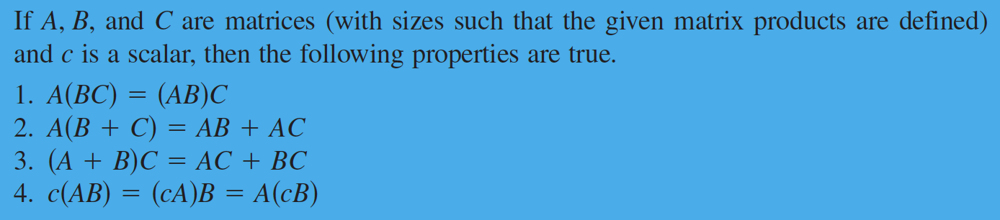 If A, B, and C are matrices (with sizes such that the given matrix products are defined)
and c is a scalar, then the following properties are true.
1. A(BC) = (AB)C
2. A(B + C) = AB + AC
3. (A + B)C = AC + BC
4. c(AB) = (cA)B = A(cB)